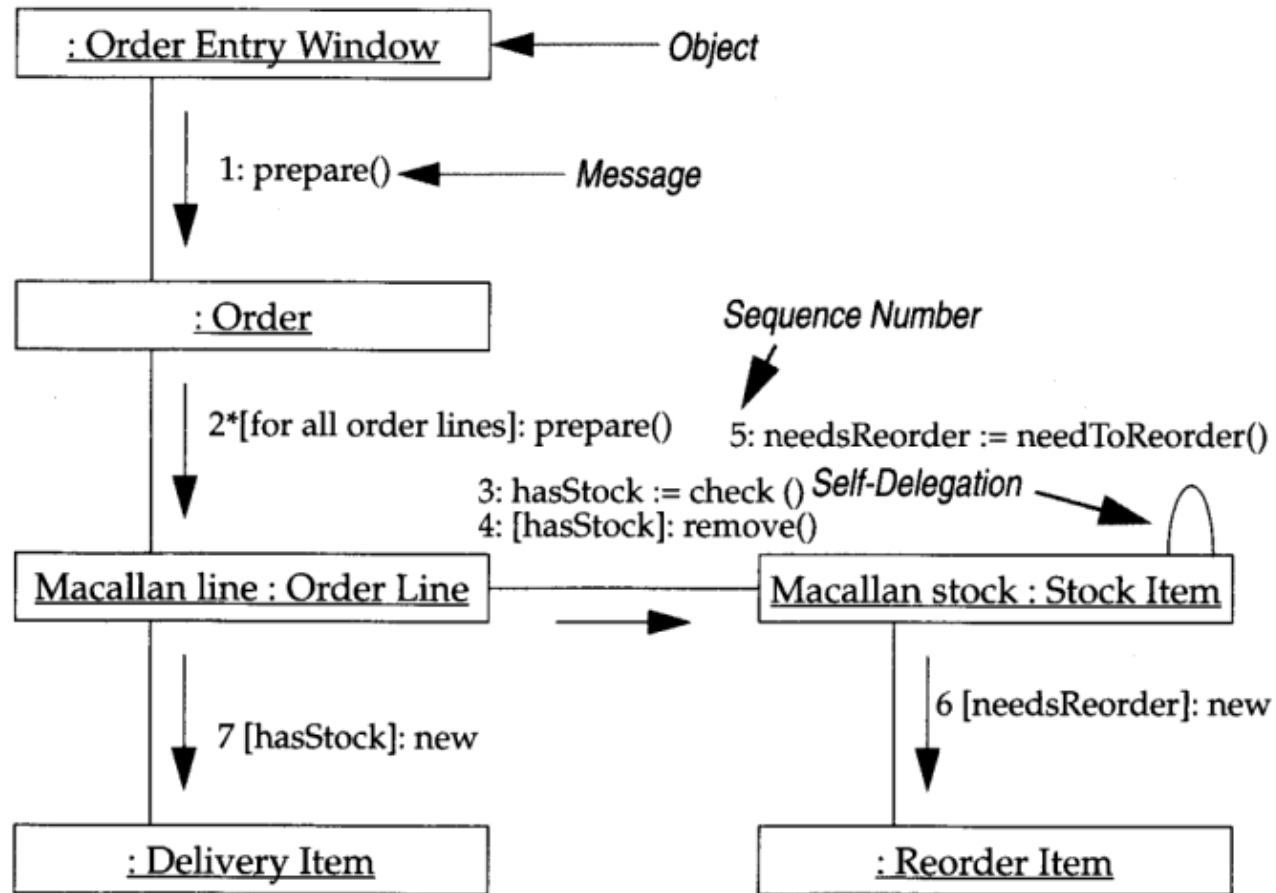 : Order Entry Window
Object
1: prepare()
Message
: Order
Sequence Number
2*[for all order lines]: prepare()
5: needsReorder := needToReorder()
3: hasStock := check ()
Self-Delegation
4: [hasStock]: remove()
Macallan line : Order Line
Macallan stock : Stock Item
7 [hasStock]: new
6 [needsReorder]: new
: Delivery Item
: Reorder Item